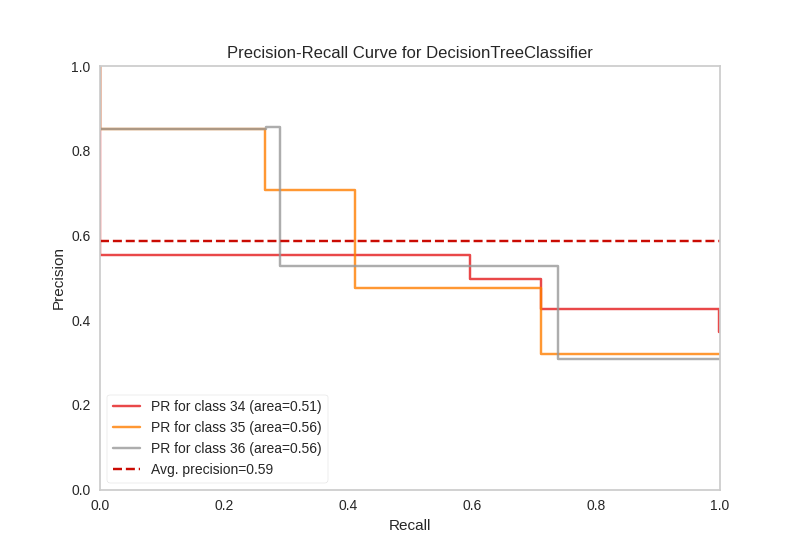 Precision-Recall Curve for DecisionTreeClassifier
1.0
0.8
0.6
0.4
0.2
0.0
Precision
PR for class 34 (area=0.51)
PR for class 35 (area=0.56)
PR for class 36 (area=0.56)
Avg. precision=0.59
0.0 0.2 0.4 0.6 0.8 1.0
Recall